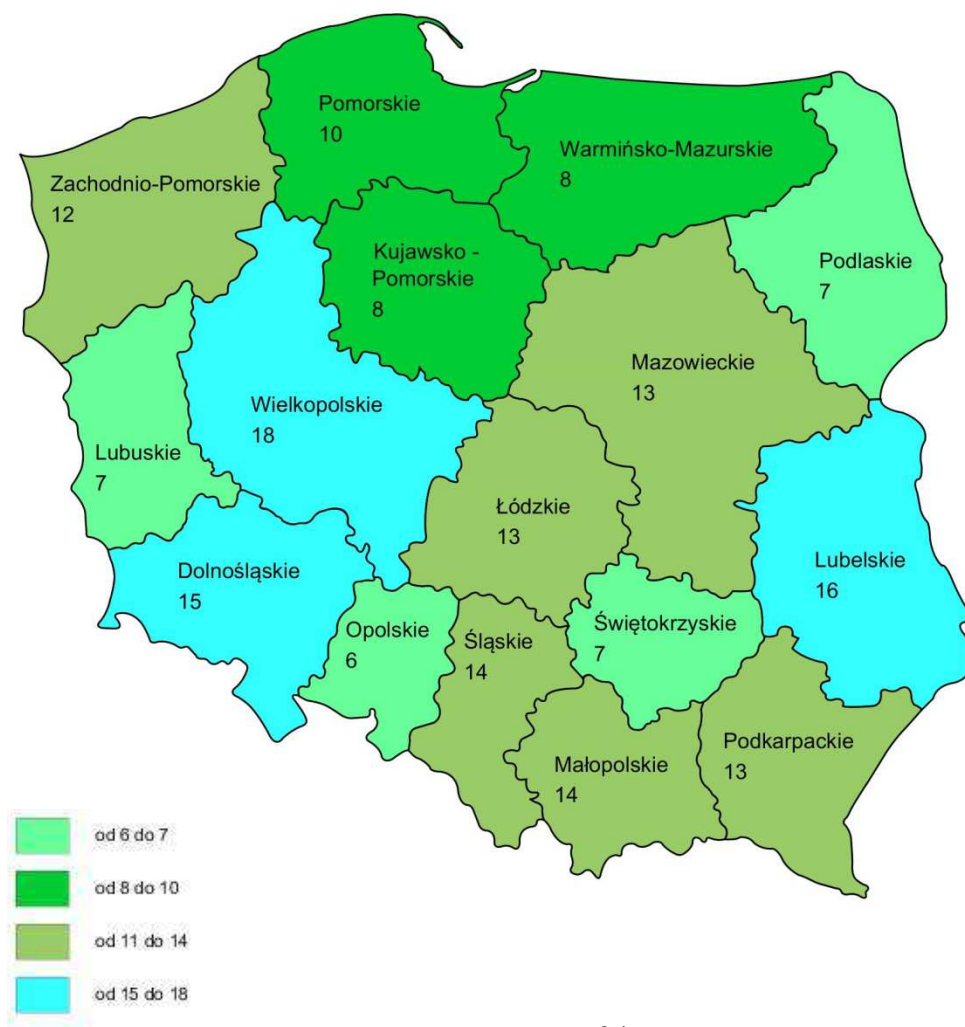 Pomorskie
10
Warmińsko-Mazurskie
8
Zachodnio-Pomorskie
12
Kujawsko -
Pomorskie
8
Podlaskie
7
Mazowieckie
13
Wielkopolskie
18
Lubuskie
7
Łódzkie
13
Lubelskie
16
Dolnośląskie
15
Opolskie
6
Śląskie
14
Świętokrzyskie
7
Małopolskie
14
Podkarpackie
13
od 6 do 7
od 8 do 10
od 11 do 14
od 15 do 18